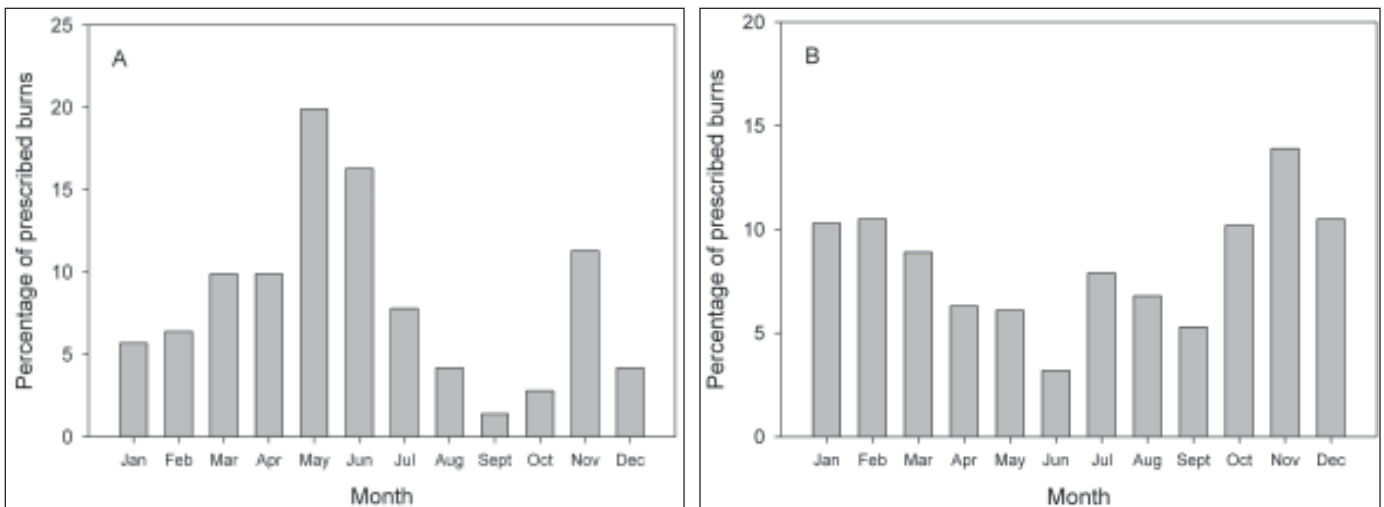 A
Percentage of prescribed burns
25
20
15
10
5
0
Jan Feb Mar Apr May Jun Jul Aug Sept Oct Nov Dec
Month
B
Percentage of prescribed burns
20
15
10
5
0
Jan Feb Mar Apr May Jun Jul Aug Sept Oct Nov Dec
Month